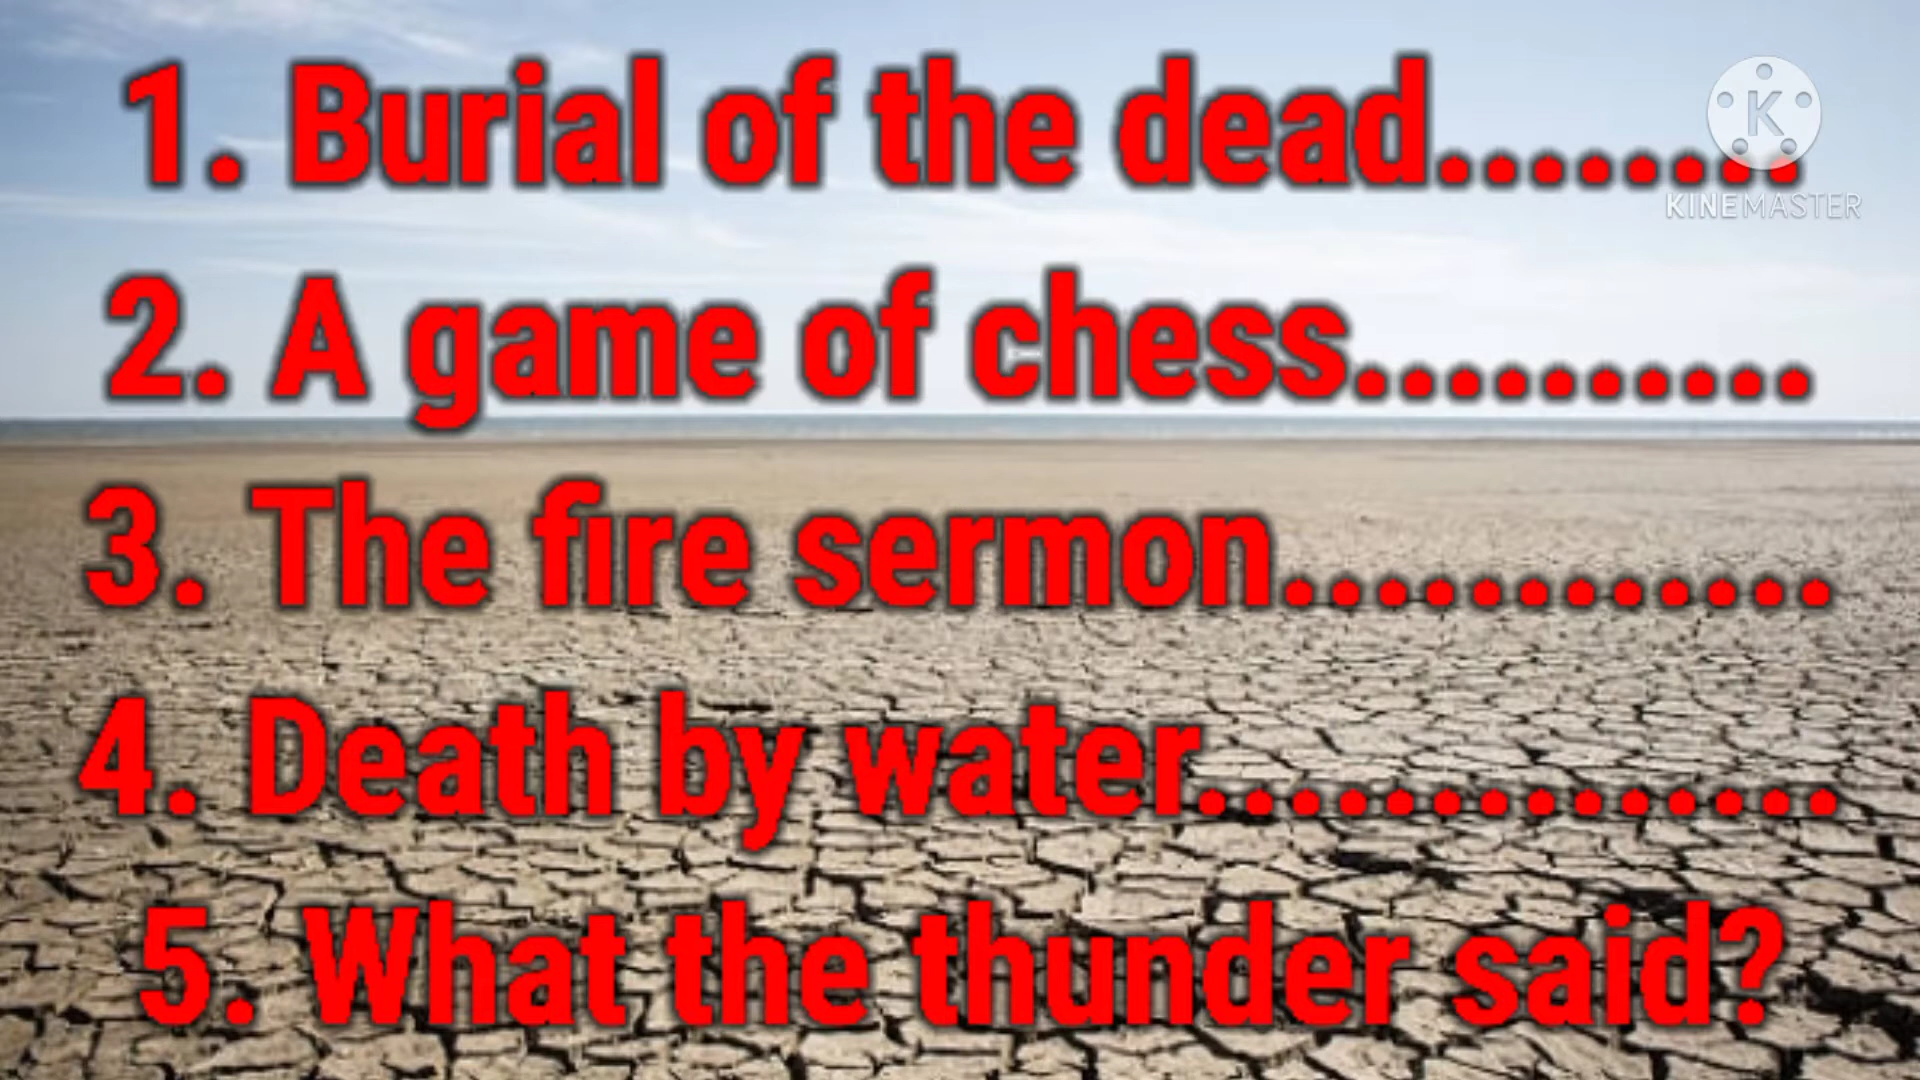 1. Burial of the dead.........
KINEMASTER
2. A game of chess..........
3. The fire sermon............
4. Death by water..............
5. What the thunder said?